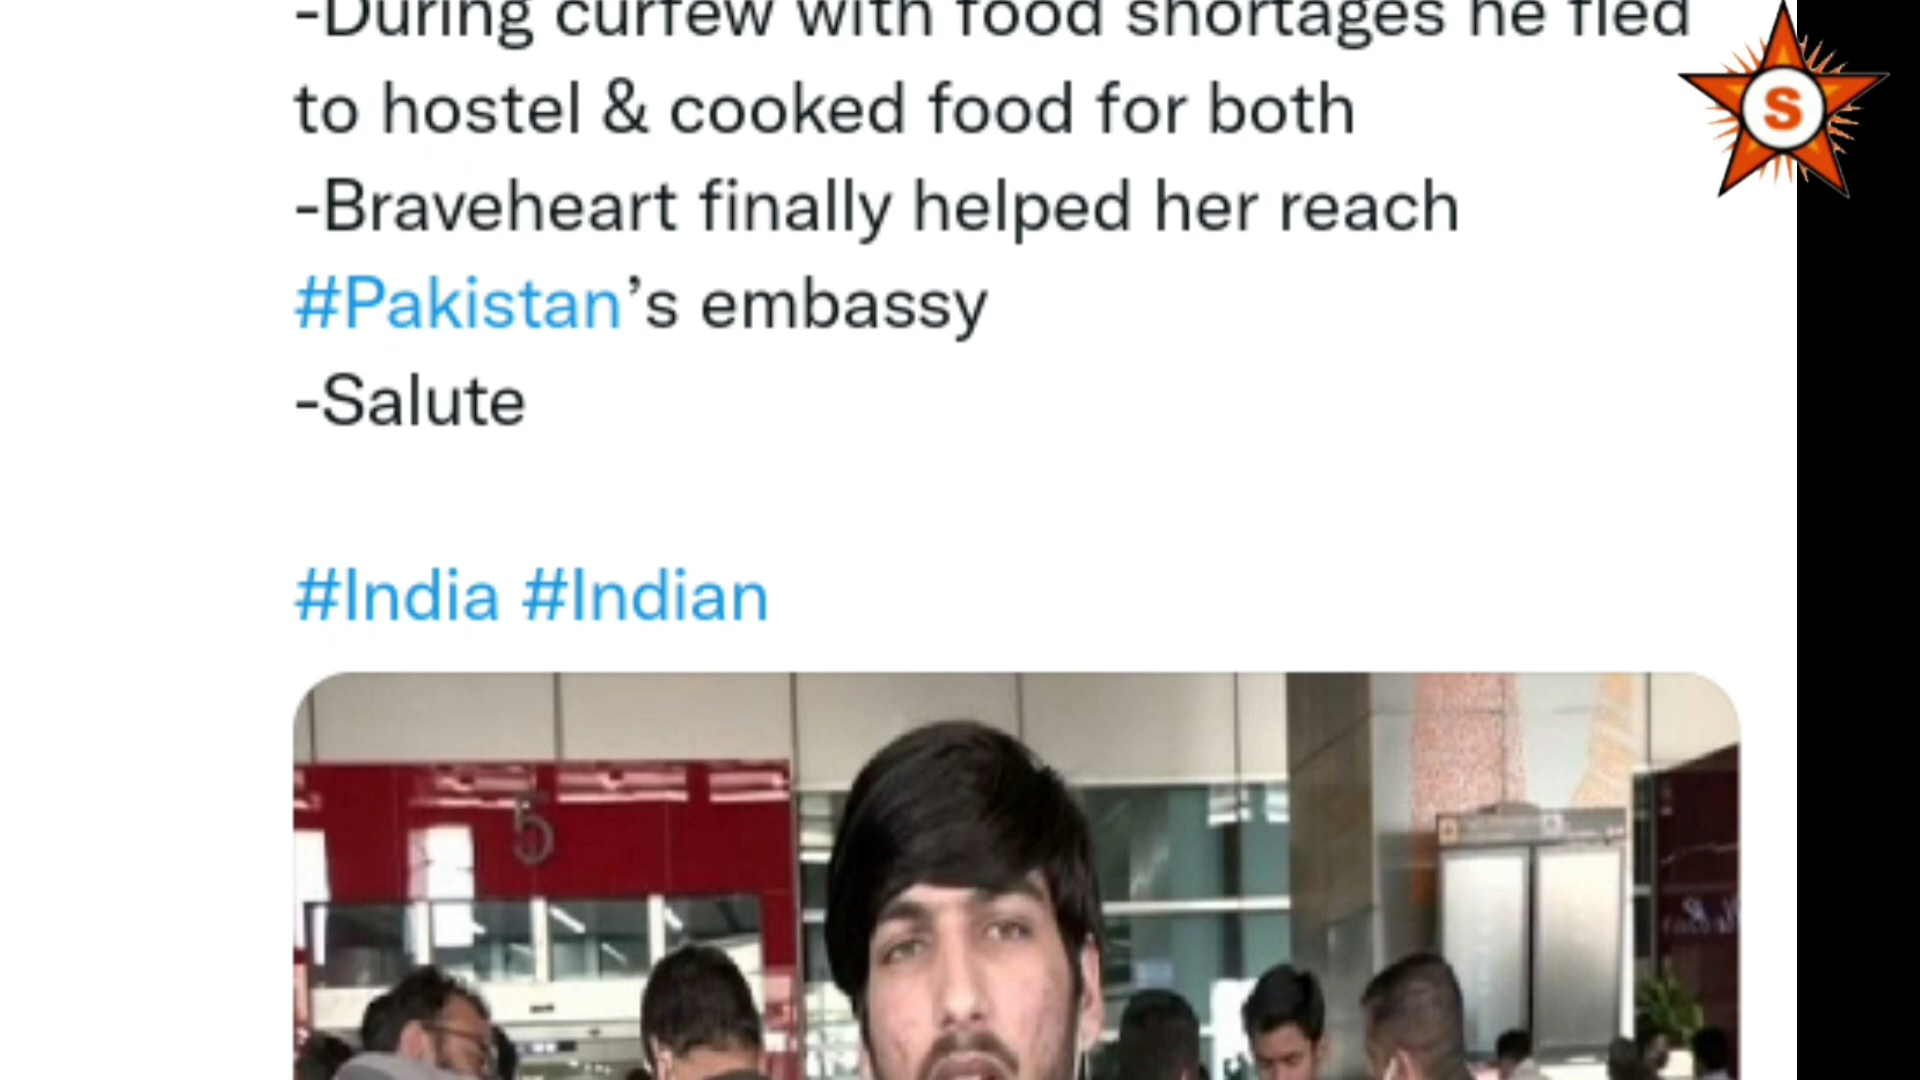 -During curfew with food shortages he fled
to hostel & cooked food for both
-Braveheart finally helped her reach
#Pakistan’s embassy
-Salute
#India #Indian
S
5